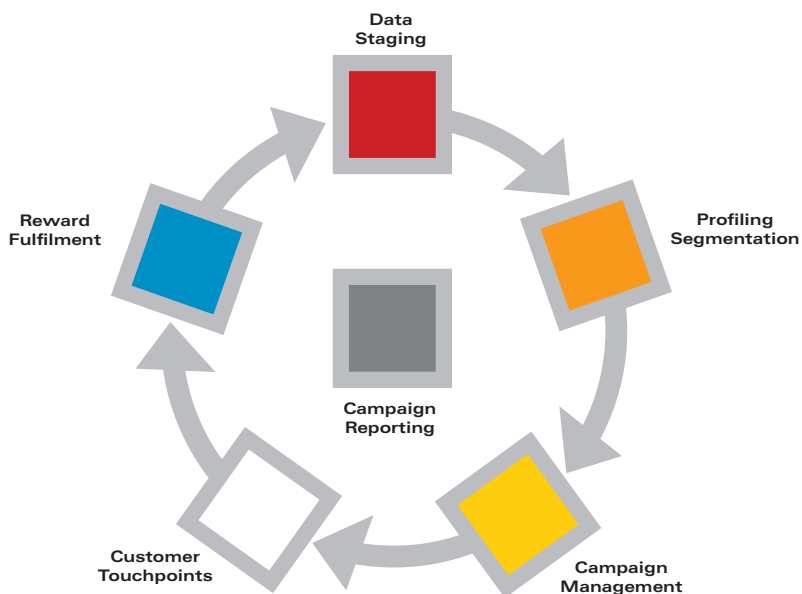 Data
Staging
Reward
Fulfilment
Profiling
Segmentation
Campaign
Reporting
Customer
Touchpoints
Campaign
Management